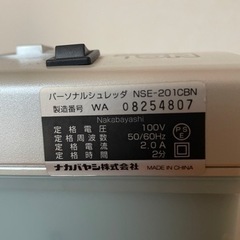 パーソナルシュレッダ NSE-201CBN
製造番号 WA 08254807
Nakabayashi
定格電圧 100V
定格周波数 50/60Hz
定格電流 2.0A
定格時間 2分
ナカバヤシ株式会社 MADE IN CHINA
PSE